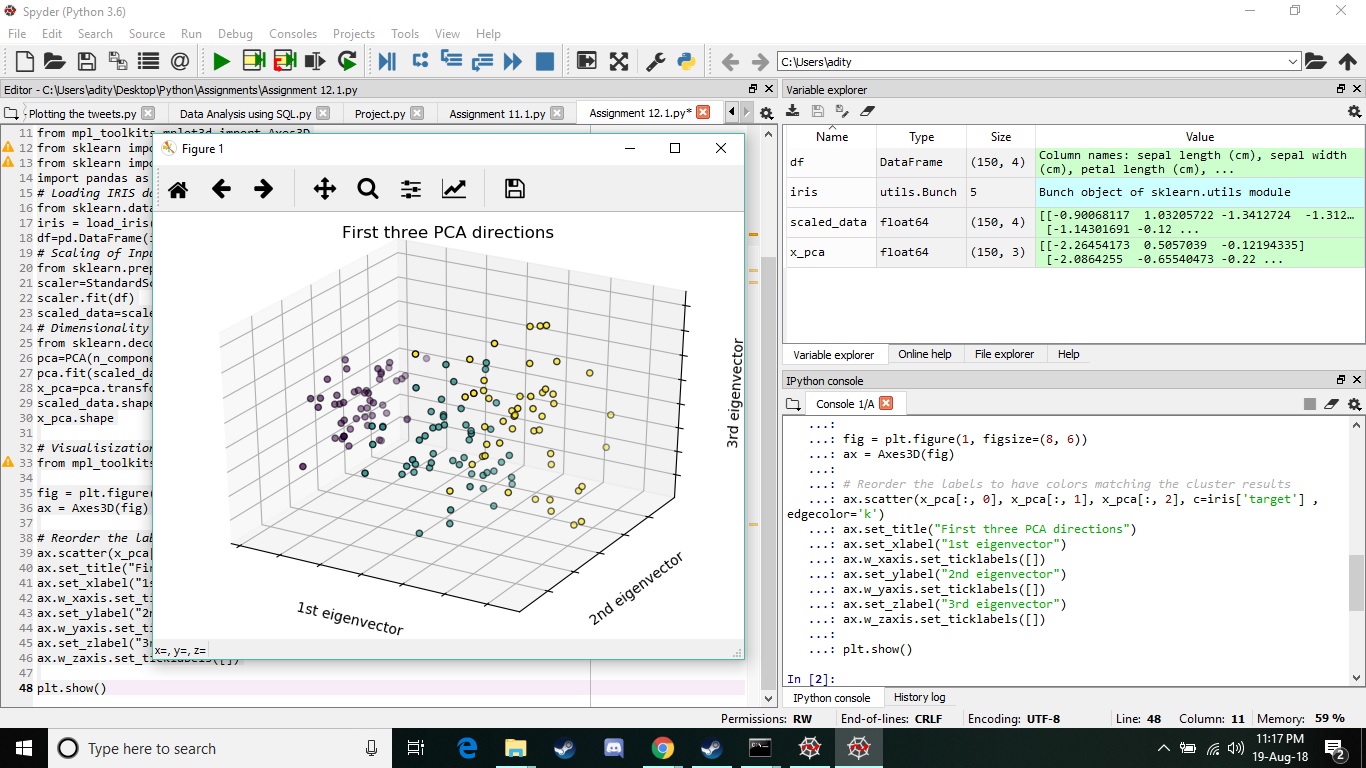 Spyder (Python 3.6)
File Edit Search Source Run Debug Consoles Projects Tools View Help
C:\Users\adity
Editor - C:\Users\adity\Desktop\Python\Assignments\Assignment 12.1.py
Plotting the tweets.py Data Analysis using SQL.py Project.py Assignment 11.1.py Assignment 12.1.py*
11 from mpl_toolkits.mplot3d import Axes3D
12 from sklearn impo
13 from sklearn impo
14 import pandas as
15 # Loading IRIS da
16 from sklearn.data
17 iris = load_iris(
18 df=pd.DataFrame(i
19 # Scaling of Inpu
20 from sklearn.prep
21 scaler=StandardSc
22 scaler.fit(df)
23 scaled_data=scale
24 # Dimensionality
25 from sklearn.deco
26 pca=PCA(n_compone
27 pca.fit(scaled_da
28 x_pca=pca.transfo
29 scaled_data.shape
30 x_pca.shape
31
32 # Visualisization
33 from mpl_toolkits
34
35 fig = plt.figure(
36 ax = Axes3D(fig)
37
38 # Reorder the lab
39 ax.scatter(x_pca[
40 ax.set_title("Fir
41 ax.set_xlabel("1s
42 ax.w_xaxis.set_ti
43 ax.set_ylabel("2n
44 ax.w_yaxis.set_ti
45 ax.set_zlabel("3r
46 ax.w_zaxis.set_ticklabels([])
47
48 plt.show()
Figure 1
First three PCA directions
3rd eigenvector
2nd eigenvector
1st eigenvector
x=, y=, z=
Variable explorer
Name Type Size Value
df DataFrame (150, 4) Column names: sepal length (cm), sepal width
(cm), petal length (cm), ...
iris utils.Bunch 5 Bunch object of sklearn.utils module
scaled_data float64 (150, 4) [[-0.90068117 1.03205722 -1.3412724 -1.312…
[-1.14301691 -0.12 ...
x_pca float64 (150, 3) [[-2.26454173 0.5057039 -0.12194335]
[-2.0864255 -0.65540473 -0.22 ...
Variable explorer Online help File explorer Help
IPython console
Console 1/A
...:
...: fig = plt.figure(1, figsize=(8, 6))
...: ax = Axes3D(fig)
...:
...: # Reorder the labels to have colors matching the cluster results
...: ax.scatter(x_pca[:, 0], x_pca[:, 1], x_pca[:, 2], c=iris['target'] ,
edgecolor='k')
...: ax.set_title("First three PCA directions")
...: ax.set_xlabel("1st eigenvector")
...: ax.w_xaxis.set_ticklabels([])
...: ax.set_ylabel("2nd eigenvector")
...: ax.w_yaxis.set_ticklabels([])
...: ax.set_zlabel("3rd eigenvector")
...: ax.w_zaxis.set_ticklabels([])
...:
...: plt.show()
In [2]:
IPython console History log
Permissions: RW End-of-lines: CRLF Encoding: UTF-8 Line: 48 Column: 11 Memory: 59 %
Type here to search
11:17 PM
19-Aug-18
2